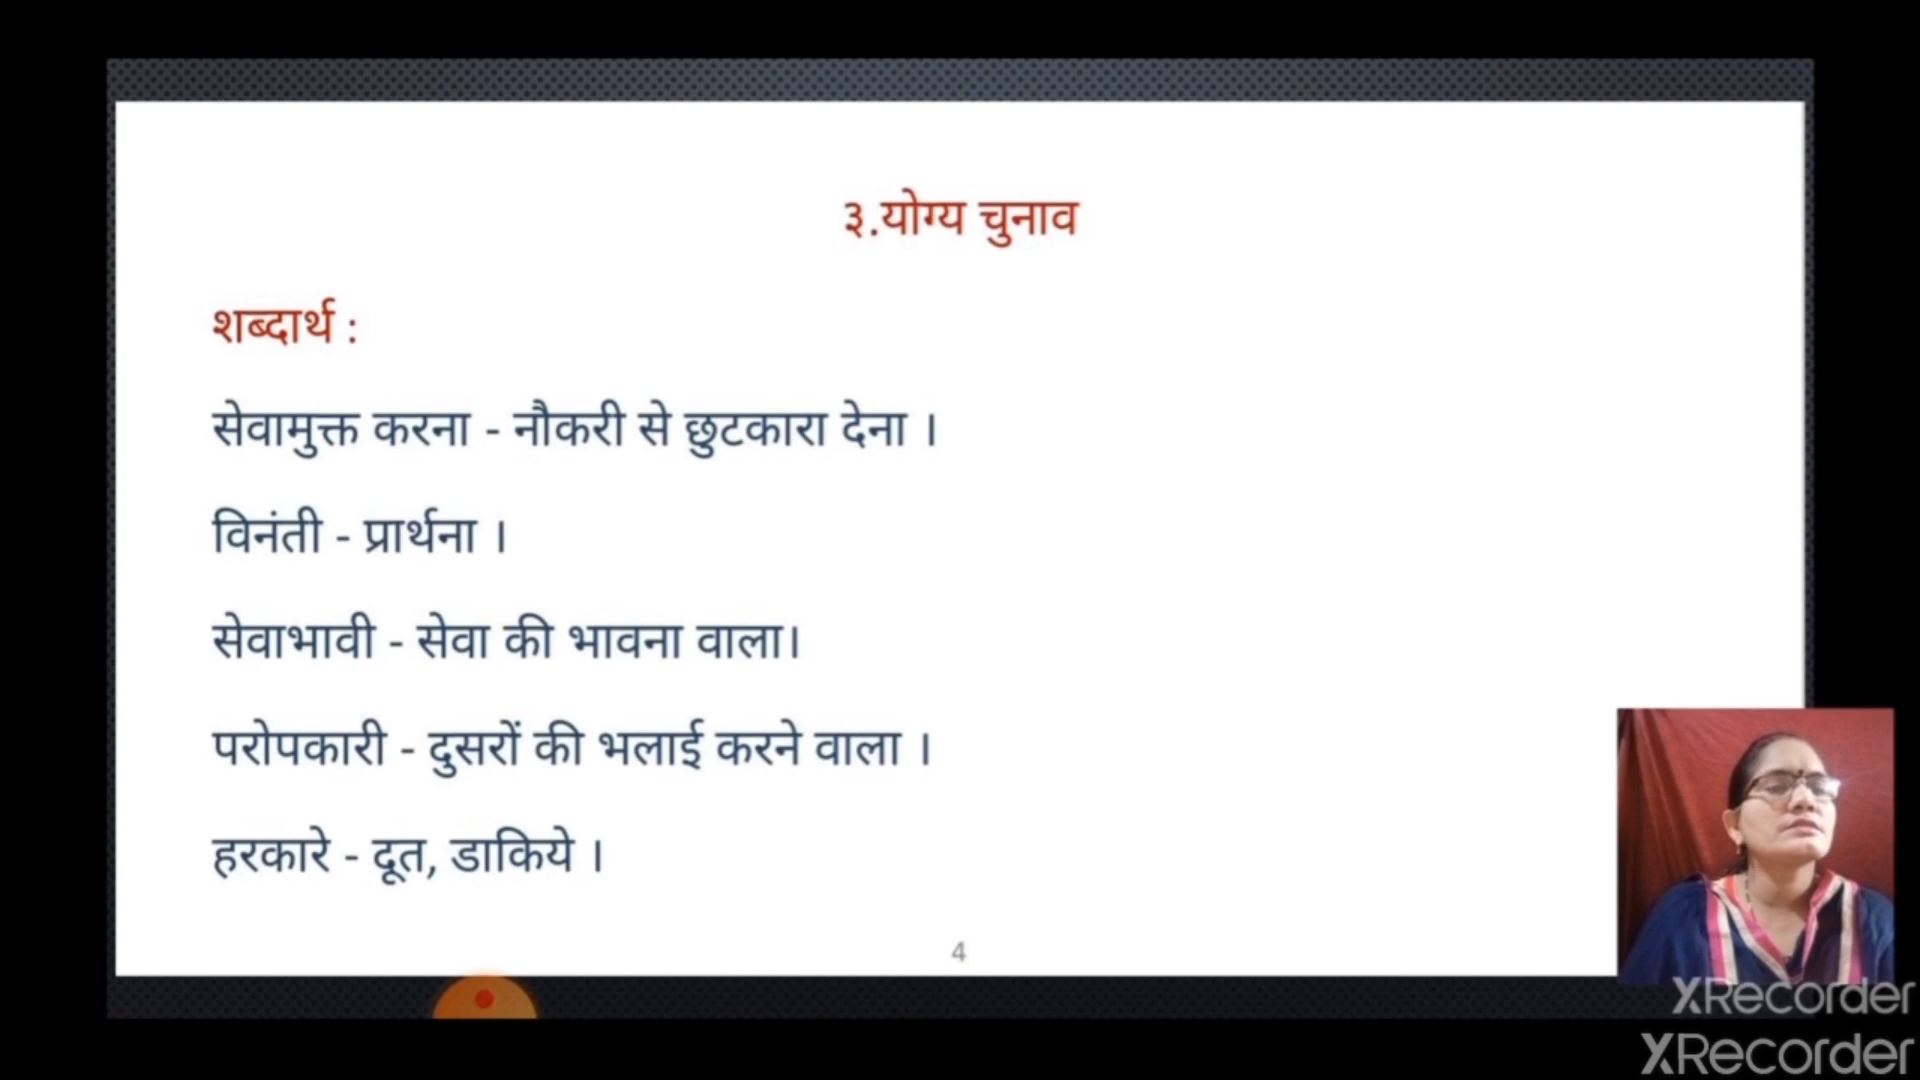 ३.योग्य चुनाव
शब्दार्थ :
सेवामुक्त करना - नौकरी से छुटकारा देना ।
विनंती - प्रार्थना ।
सेवाभावी - सेवा की भावना वाला।
परोपकारी - दुसरों की भलाई करने वाला ।
हरकारे - दूत, डाकिये ।
4
XRecorder
XRecorder